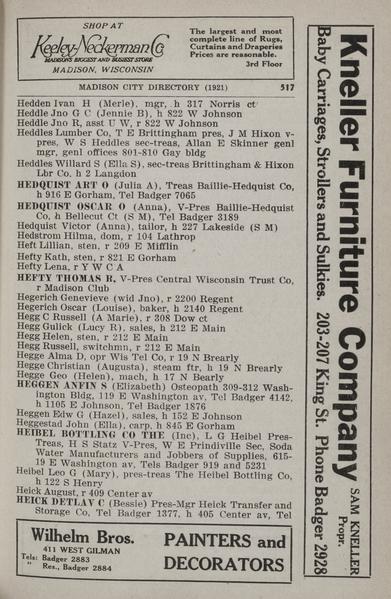 SHOP AT
Keeley-Neckerman Co
MADISON'S BIGGEST AND BUSIEST STORE
MADISON, WISCONSIN
The largest and most
complete line of Rugs,
Curtains and Draperies
Prices are reasonable.
3rd Floor
MADISON CITY DIRECTORY (1921) 517
Hedden Ivan H (Merle), mgr, h 317 Norris ct
Heddle Jno G C (Jennie B), h 822 W Johnson
Heddle Jno R, asst U W, r 822 W Johnson
Heddles Lumber Co, T E Brittingham pres, J M Hixon v-
pres, W S Heddles sec-treas, Allan E Skinner genl
mgr, genl offices 801-810 Gay bldg
Heddles Willard S (Ella S), sec-treas Brittingham & Hixon
Lbr Co, h 2 Langdon
HEDQUIST ART O (Julia A), Treas Baillie-Hedquist Co,
h 916 E Gorham, Tel Badger 7065
HEDQUIST OSCAR O (Anna), V-Pres Baillie-Hedquist
Co, h Bellecut Ct (S M), Tel Badger 3189
Hedquist Victor (Anna), tailor, h 227 Lakeside (S M)
Hedstrom Hilma, dom, r 104 Lathrop
Heft Lillian, sten, r 209 E Mifflin
Hefty Kath, sten, r 821 E Gorham
Hefty Lena, r Y W C A
HEFTY THOMAS R, V-Pres Central Wisconsin Trust Co,
r Madison Club
Hegerich Genevieve (wid Jno), r 2200 Regent
Hegerich Oscar (Louise), baker, h 2140 Regent
Hegg C Russell (A Marie), r 308 Dow ct
Hegg Gulick (Lucy R), sales, h 212 E Main
Hegg Helen, sten, r 212 E Main
Hegg Russell, switchmn, r 212 E Main
Hegge Alma D, opr Wis Tel Co, r 19 N Brearly
Hegge Christian (Augusta), steam ftr, h 19 N Brearly
Hegge Geo (Helen), mach, h 17 N Bearly
HEGGEN ANFIN S (Elizabeth) Osteopath 309-312 Wash-
ington Bldg, 119 E Washington av, Tel Badger 4142,
h 1105 E Johnson, Tel Badger 1876
Heggen Edw G (Hazel), sales, h 152 E Johnson
Heggestad John (Ella), carp, h 845 E Gorham
HEIBEL BOTTLING CO THE (Inc), L G Heibel Pres-
Treas, H S Statz V-Pres, W E Prindiville Sec, Soda
Water Manufacturers and Jobbers of Supplies, 615-
19 E Washington av, Tels Badger 919 and 5231
Heibel Leo G (Mary), pres-treas The Heibel Bottling Co,
h 122 S Henry
Heick August, r 409 Center av
HEICK DETLAV C (Bessie) Pres-Mgr Heick Transfer and
Storage Co, Tel Badger 1377, h 405 Center av, Tel
Wilhelm Bros.
411 WEST GILMAN
Tels: Badger 2883
" Res., Badger 2884
PAINTERS and
DECORATORS
Kneller Furniture Company
SAM KNELLER
Propr.
Baby Carriages, Strollers and Sulkies. 203-207 King St. Phone Badger 2928